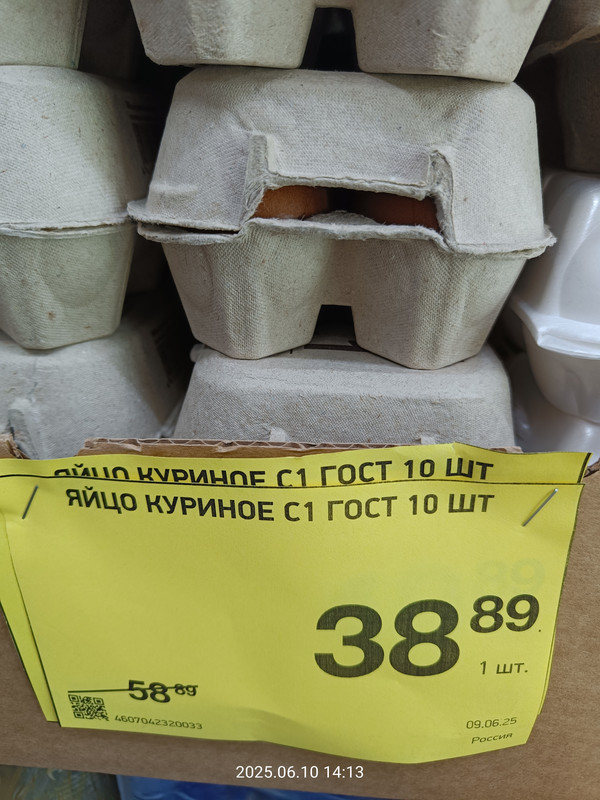 ЯЙЦО КУРИНОЕ С1 ГОСТ 10 ШТ
ЯЙЦО КУРИНОЕ С1 ГОСТ 10 ШТ
38 89
1 шт.
58 89
4607042320033
09.06.25
Россия
2025.06.10 14:13